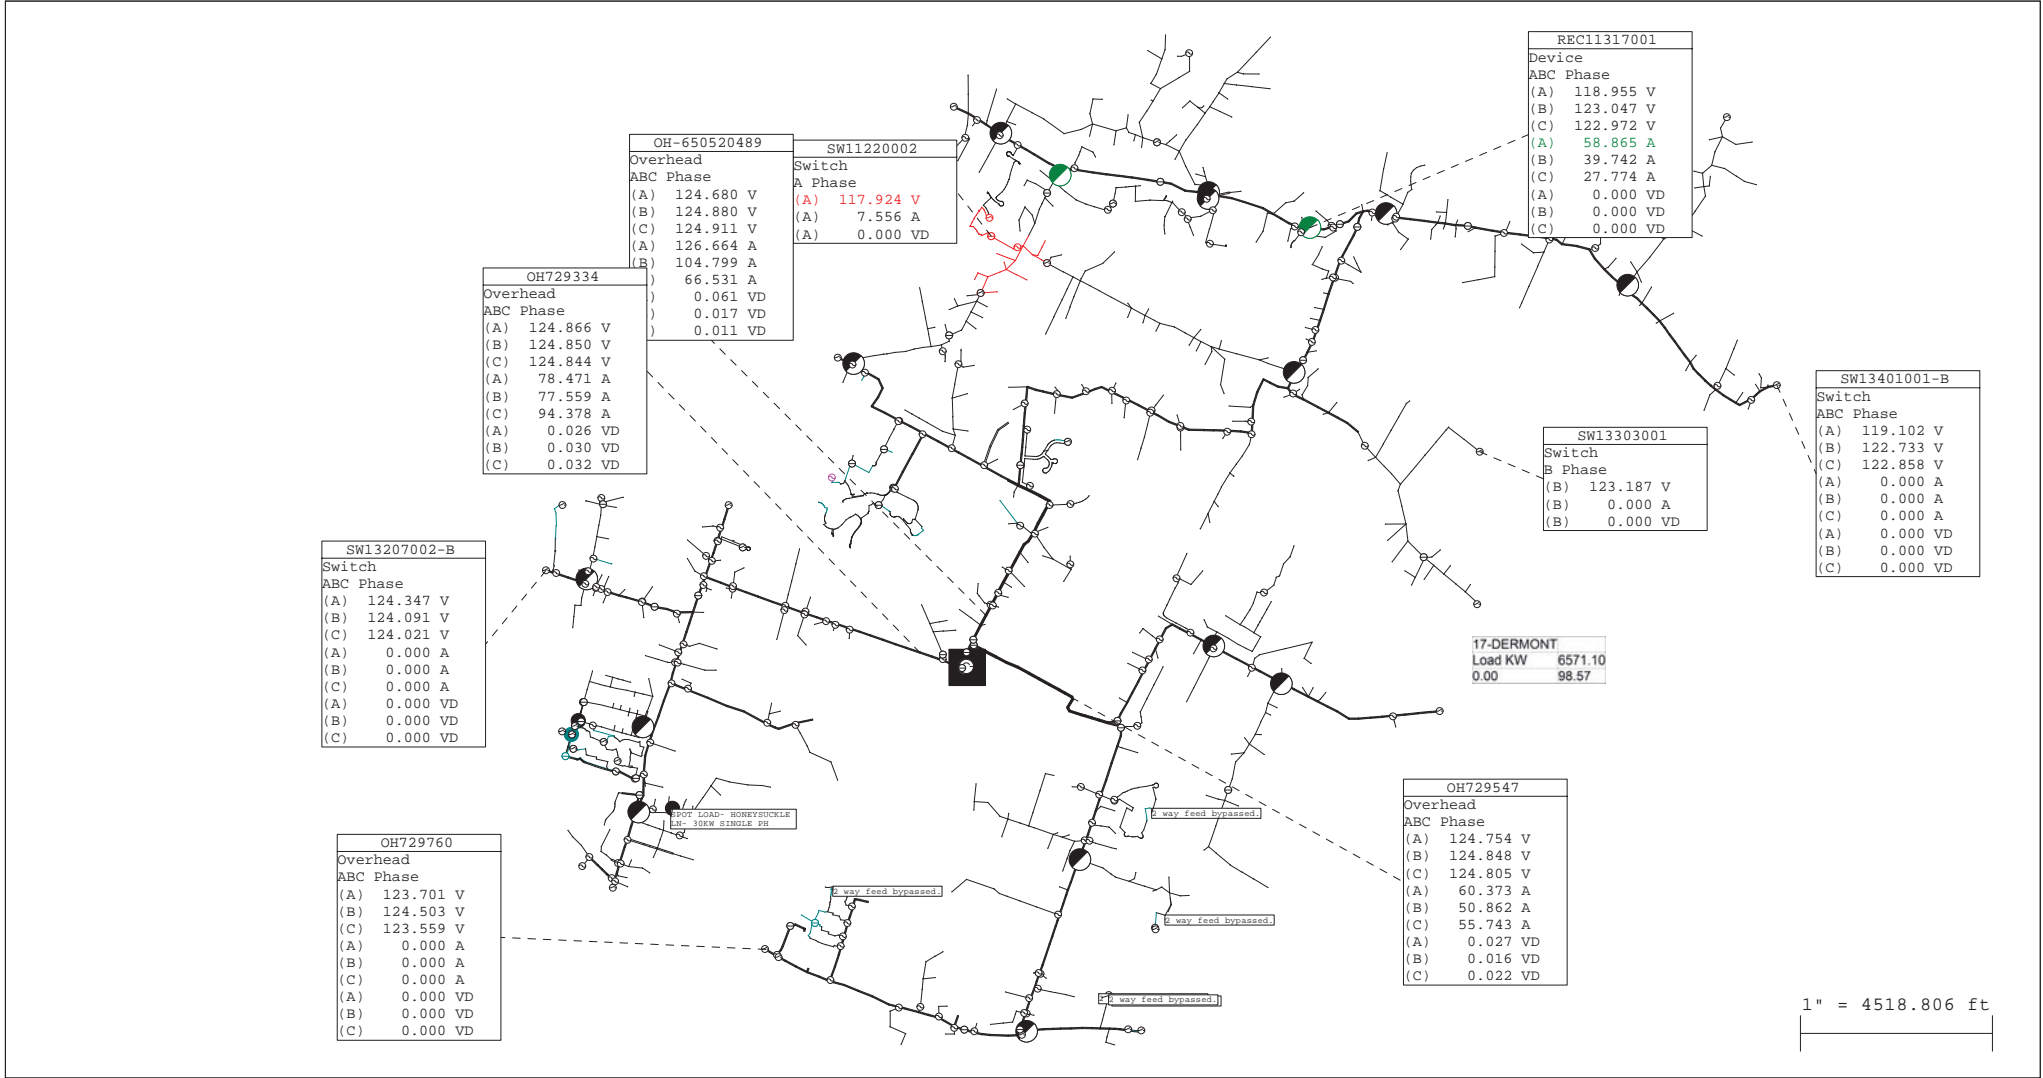 REC11317001
Device
ABC Phase
(A) 118.955 V
(B) 123.047 V
(C) 122.972 V
(A) 58.865 A
(B) 39.742 A
(C) 27.774 A
(A) 0.000 VD
(B) 0.000 VD
(C) 0.000 VD
OH-650520489
Overhead
ABC Phase
(A) 124.680 V
(B) 124.880 V
(C) 124.911 V
(A) 126.664 A
(B) 104.799 A
) 66.531 A
) 0.061 VD
) 0.017 VD
) 0.011 VD
SW11220002
Switch
A Phase
(A) 117.924 V
(A) 7.556 A
(A) 0.000 VD
OH729334
Overhead
ABC Phase
(A) 124.866 V
(B) 124.850 V
(C) 124.844 V
(A) 78.471 A
(B) 77.559 A
(C) 94.378 A
(A) 0.026 VD
(B) 0.030 VD
(C) 0.032 VD
SW13401001-B
Switch
ABC Phase
(A) 119.102 V
(B) 122.733 V
(C) 122.858 V
(A) 0.000 A
(B) 0.000 A
(C) 0.000 A
(A) 0.000 VD
(B) 0.000 VD
(C) 0.000 VD
SW13303001
Switch
B Phase
(B) 123.187 V
(B) 0.000 A
(B) 0.000 VD
SW13207002-B
Switch
ABC Phase
(A) 124.347 V
(B) 124.091 V
(C) 124.021 V
(A) 0.000 A
(B) 0.000 A
(C) 0.000 A
(A) 0.000 VD
(B) 0.000 VD
(C) 0.000 VD
17-DERMONT
Load KW 6571.10
0.00 98.57
OH729547
Overhead
ABC Phase
(A) 124.754 V
(B) 124.848 V
(C) 124.805 V
(A) 60.373 A
(B) 50.862 A
(C) 55.743 A
(A) 0.027 VD
(B) 0.016 VD
(C) 0.022 VD
SPOT LOAD- HONEYSUCKLE
LN- 30KW SINGLE PH
2 way feed bypassed.
OH729760
Overhead
ABC Phase
(A) 123.701 V
(B) 124.503 V
(C) 123.559 V
(A) 0.000 A
(B) 0.000 A
(C) 0.000 A
(A) 0.000 VD
(B) 0.000 VD
(C) 0.000 VD
2 way feed bypassed.
2 way feed bypassed.
2 way feed bypassed.
1" = 4518.806 ft